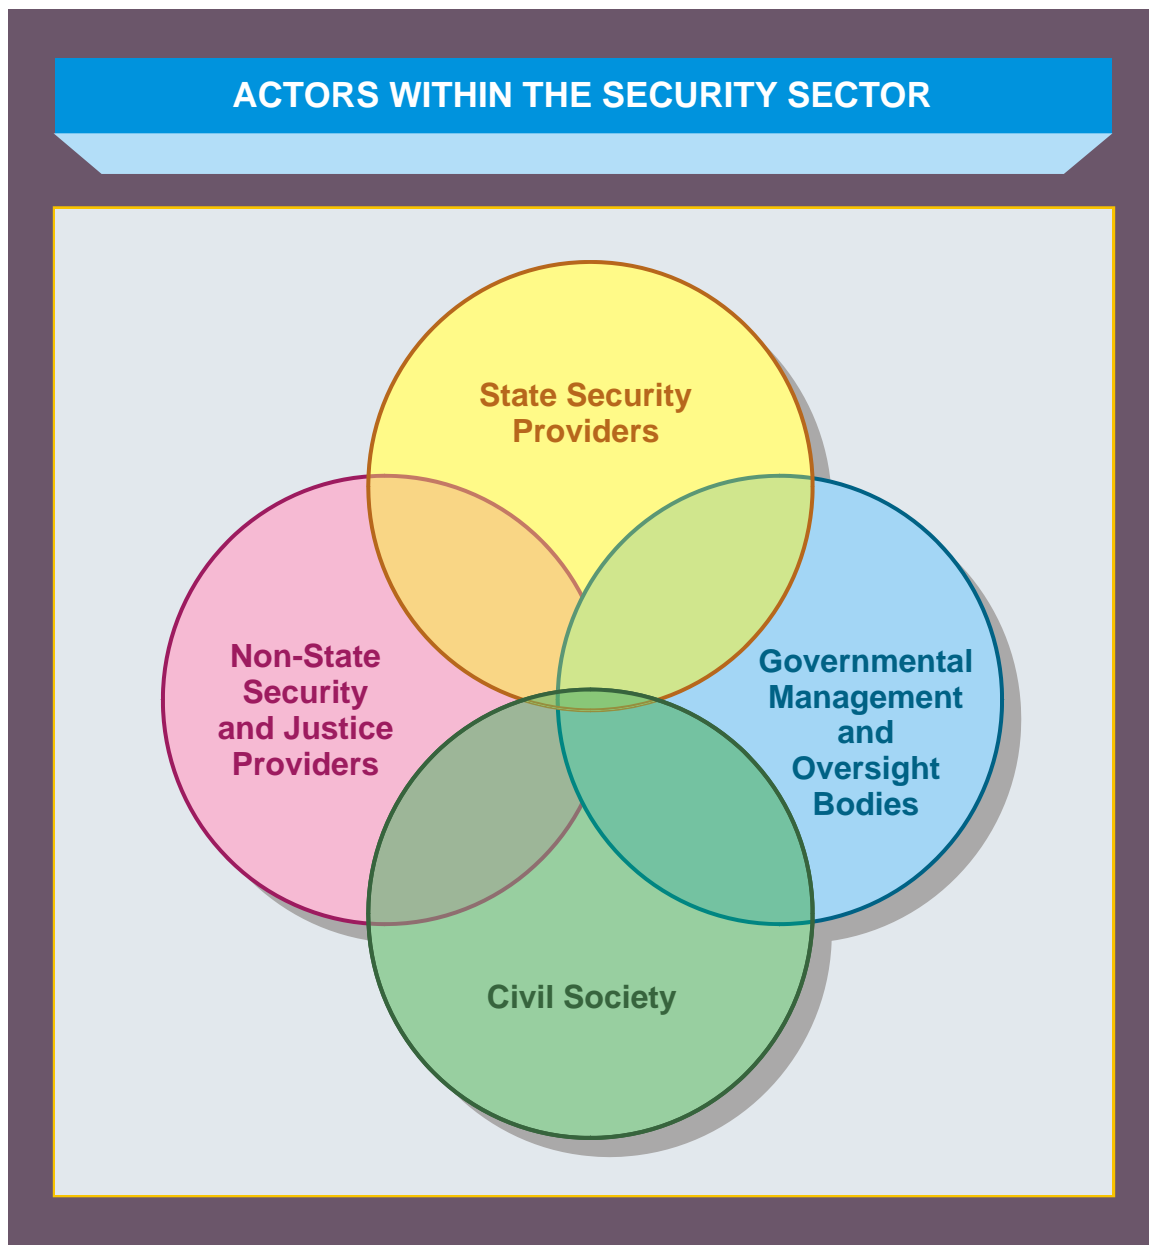 ACTORS WITHIN THE SECURITY SECTOR
State Security
Providers
Non-State
Security
and Justice
Providers
Governmental
Management
and
Oversight
Bodies
Civil Society